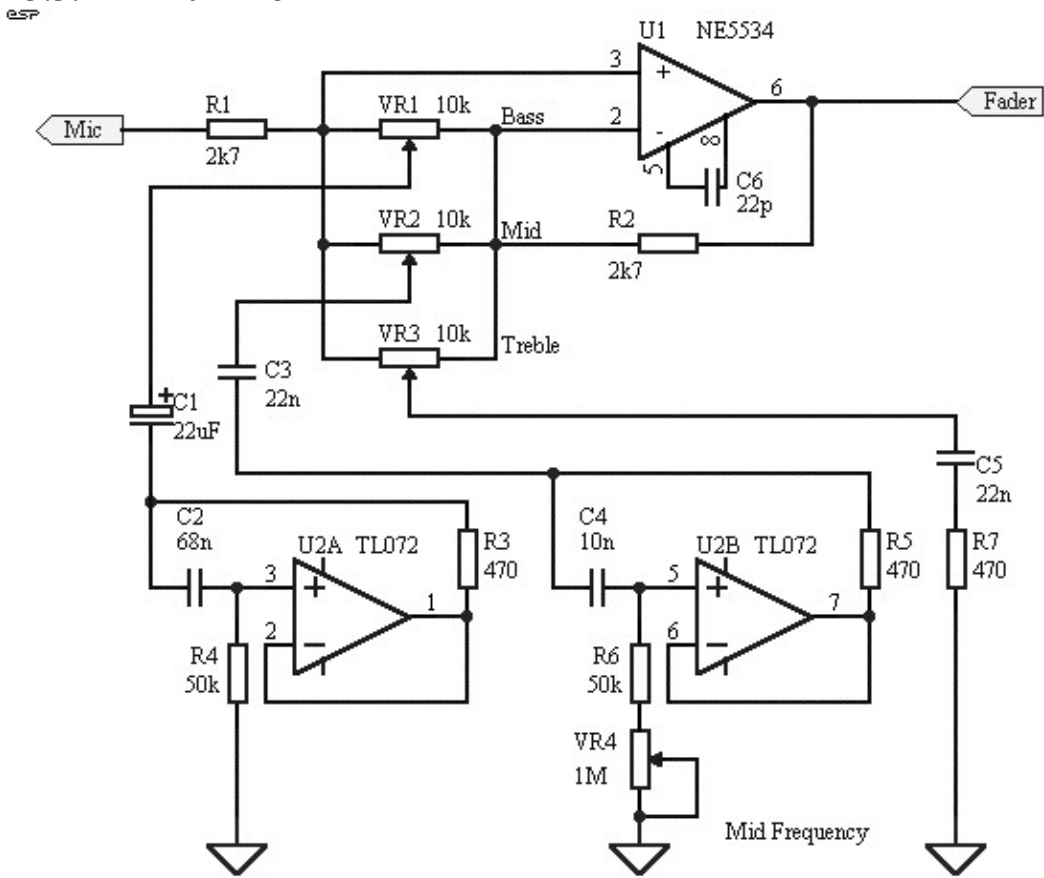 esp
U1 NE5534
3
+
6
Fader
Mic
R1
2k7
VR1 10k
Bass
2
-
5
8
C6
22p
VR2 10k
Mid
R2
2k7
VR3 10k
Treble
C3
22n
+
C1
22uF
C5
22n
C2
68n
U2A TL072
R3
470
C4
10n
U2B TL072
R5
470
R7
470
3
+
1
2
−
5
+
7
6
−
R4
50k
R6
50k
VR4
1M
Mid Frequency